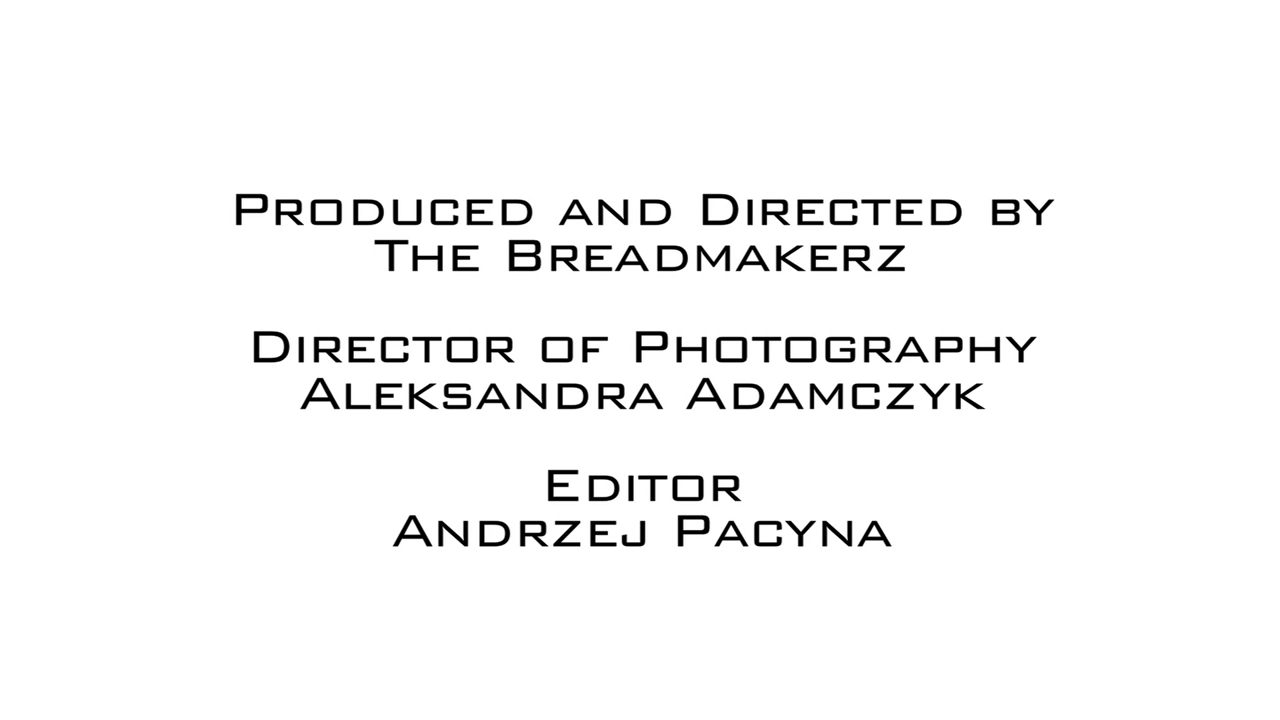 Produced and Directed by
The Breadmakerz
Director of Photography
Aleksandra Adamczyk
Editor
Andrzej Pacyna